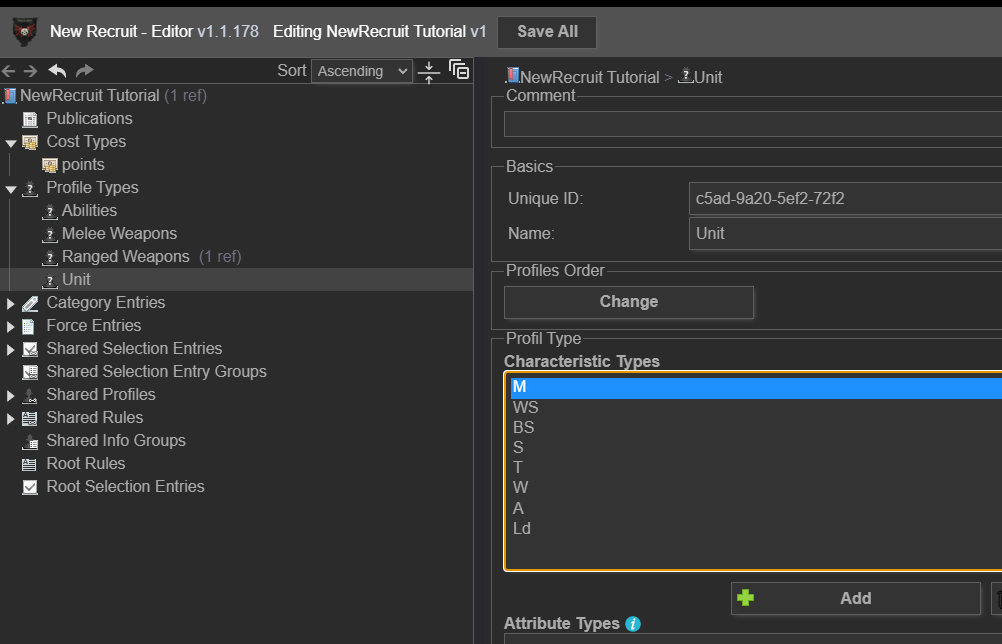 New Recruit - Editor v1.1.178 Editing NewRecruit Tutorial v1 Save All
Sort Ascending
NewRecruit Tutorial (1 ref)
Publications
Cost Types
points
Profile Types
Abilities
Melee Weapons
Ranged Weapons (1 ref)
Unit
Category Entries
Force Entries
Shared Selection Entries
Shared Selection Entry Groups
Shared Profiles
Shared Rules
Shared Info Groups
Root Rules
Root Selection Entries
NewRecruit Tutorial > Unit
Comment
Basics
Unique ID: c5ad-9a20-5ef2-72f2
Name: Unit
Profiles Order
Change
Profil Type
Characteristic Types
M
WS
BS
S
T
W
A
Ld
Add
Attribute Types